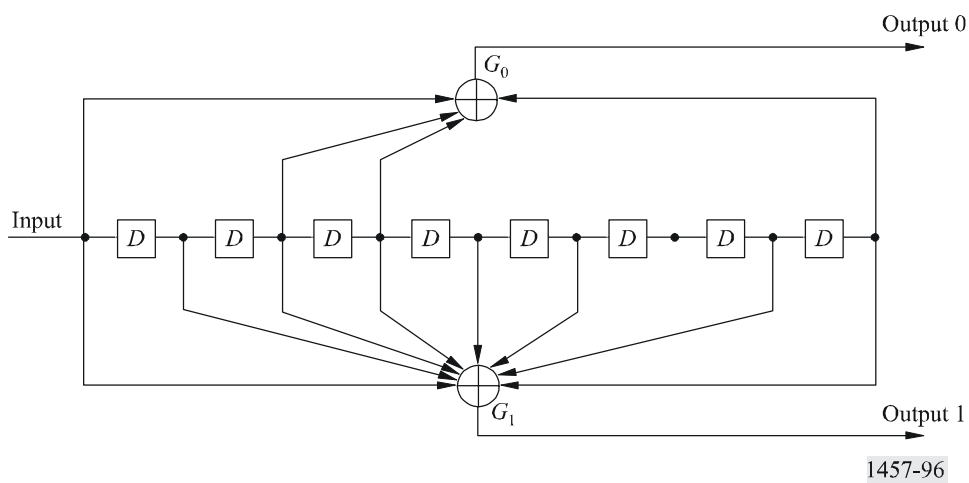 Output 0
G0
Input
D D D D D D D D
G1
Output 1
1457-96